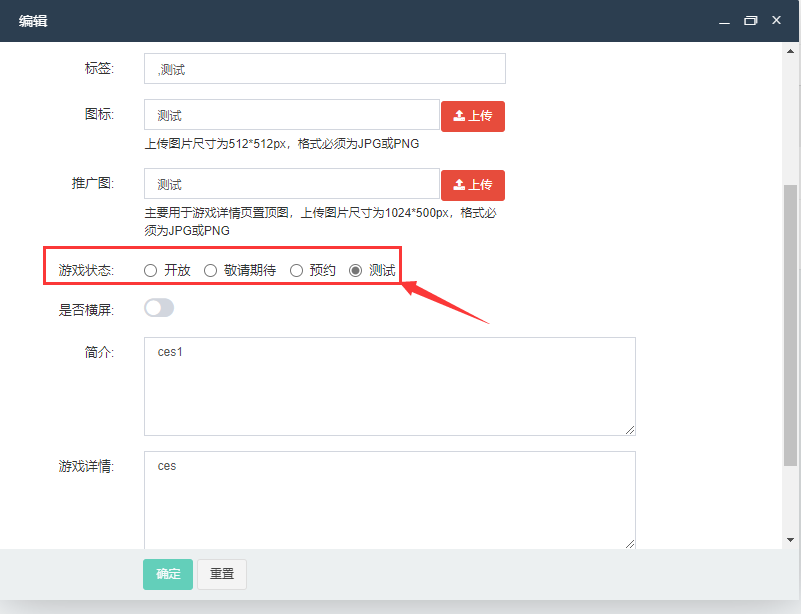 编辑
标签: ,测试
图标: 测试 上传
上传图片尺寸为512*512px，格式必须为JPG或PNG
推广图: 测试 上传
主要用于游戏详情页置顶图，上传图片尺寸为1024*500px，格式必
须为JPG或PNG
游戏状态: 开放 敬请期待 预约 测试
是否横屏:
简介: ces1
游戏详情: ces
确定 重置